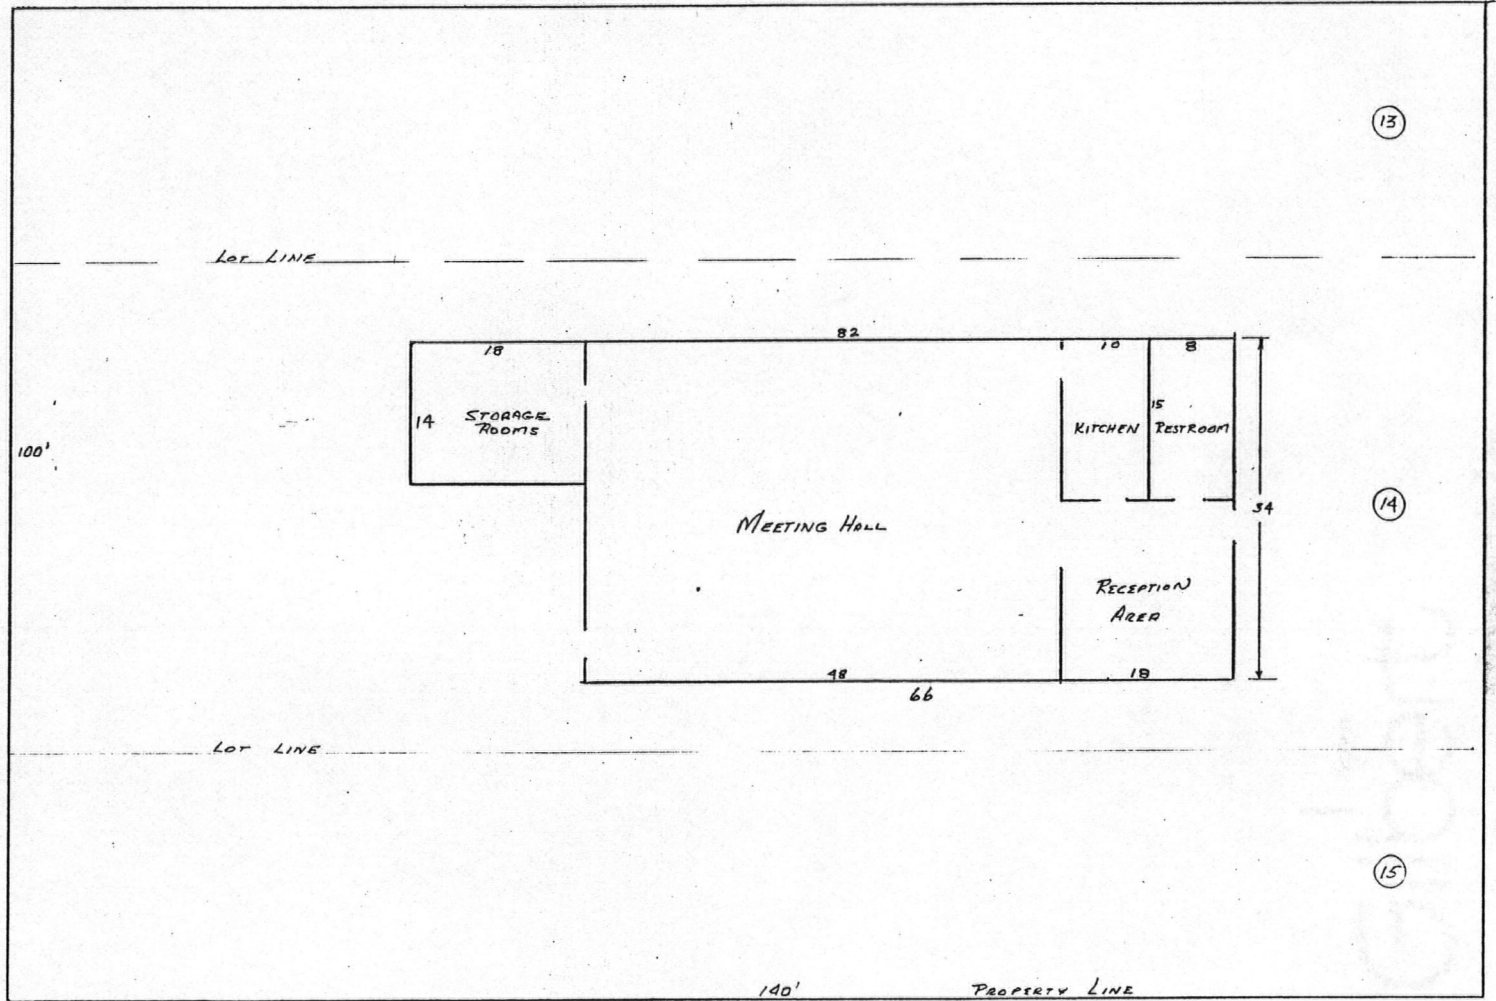 13
LOT LINE
82
18
10
8
14
STORAGE
ROOMS
15
KITCHEN
RESTROOM
100'
34
14
MEETING HALL
RECEPTION
AREA
48
18
66
LOT LINE
15
140'
PROPERTY LINE